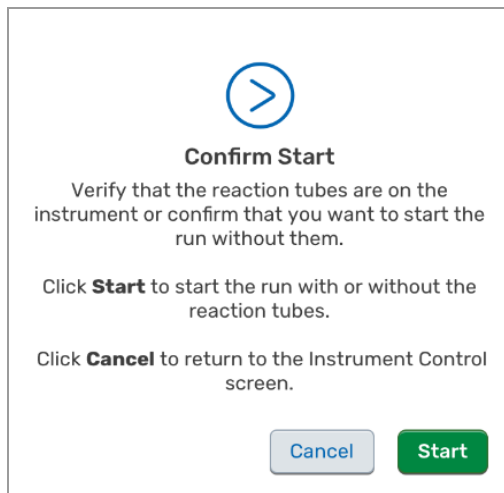 Confirm Start
Verify that the reaction tubes are on the
instrument or confirm that you want to start the
run without them.
Click Start to start the run with or without the
reaction tubes.
Click Cancel to return to the Instrument Control
screen.
Cancel Start